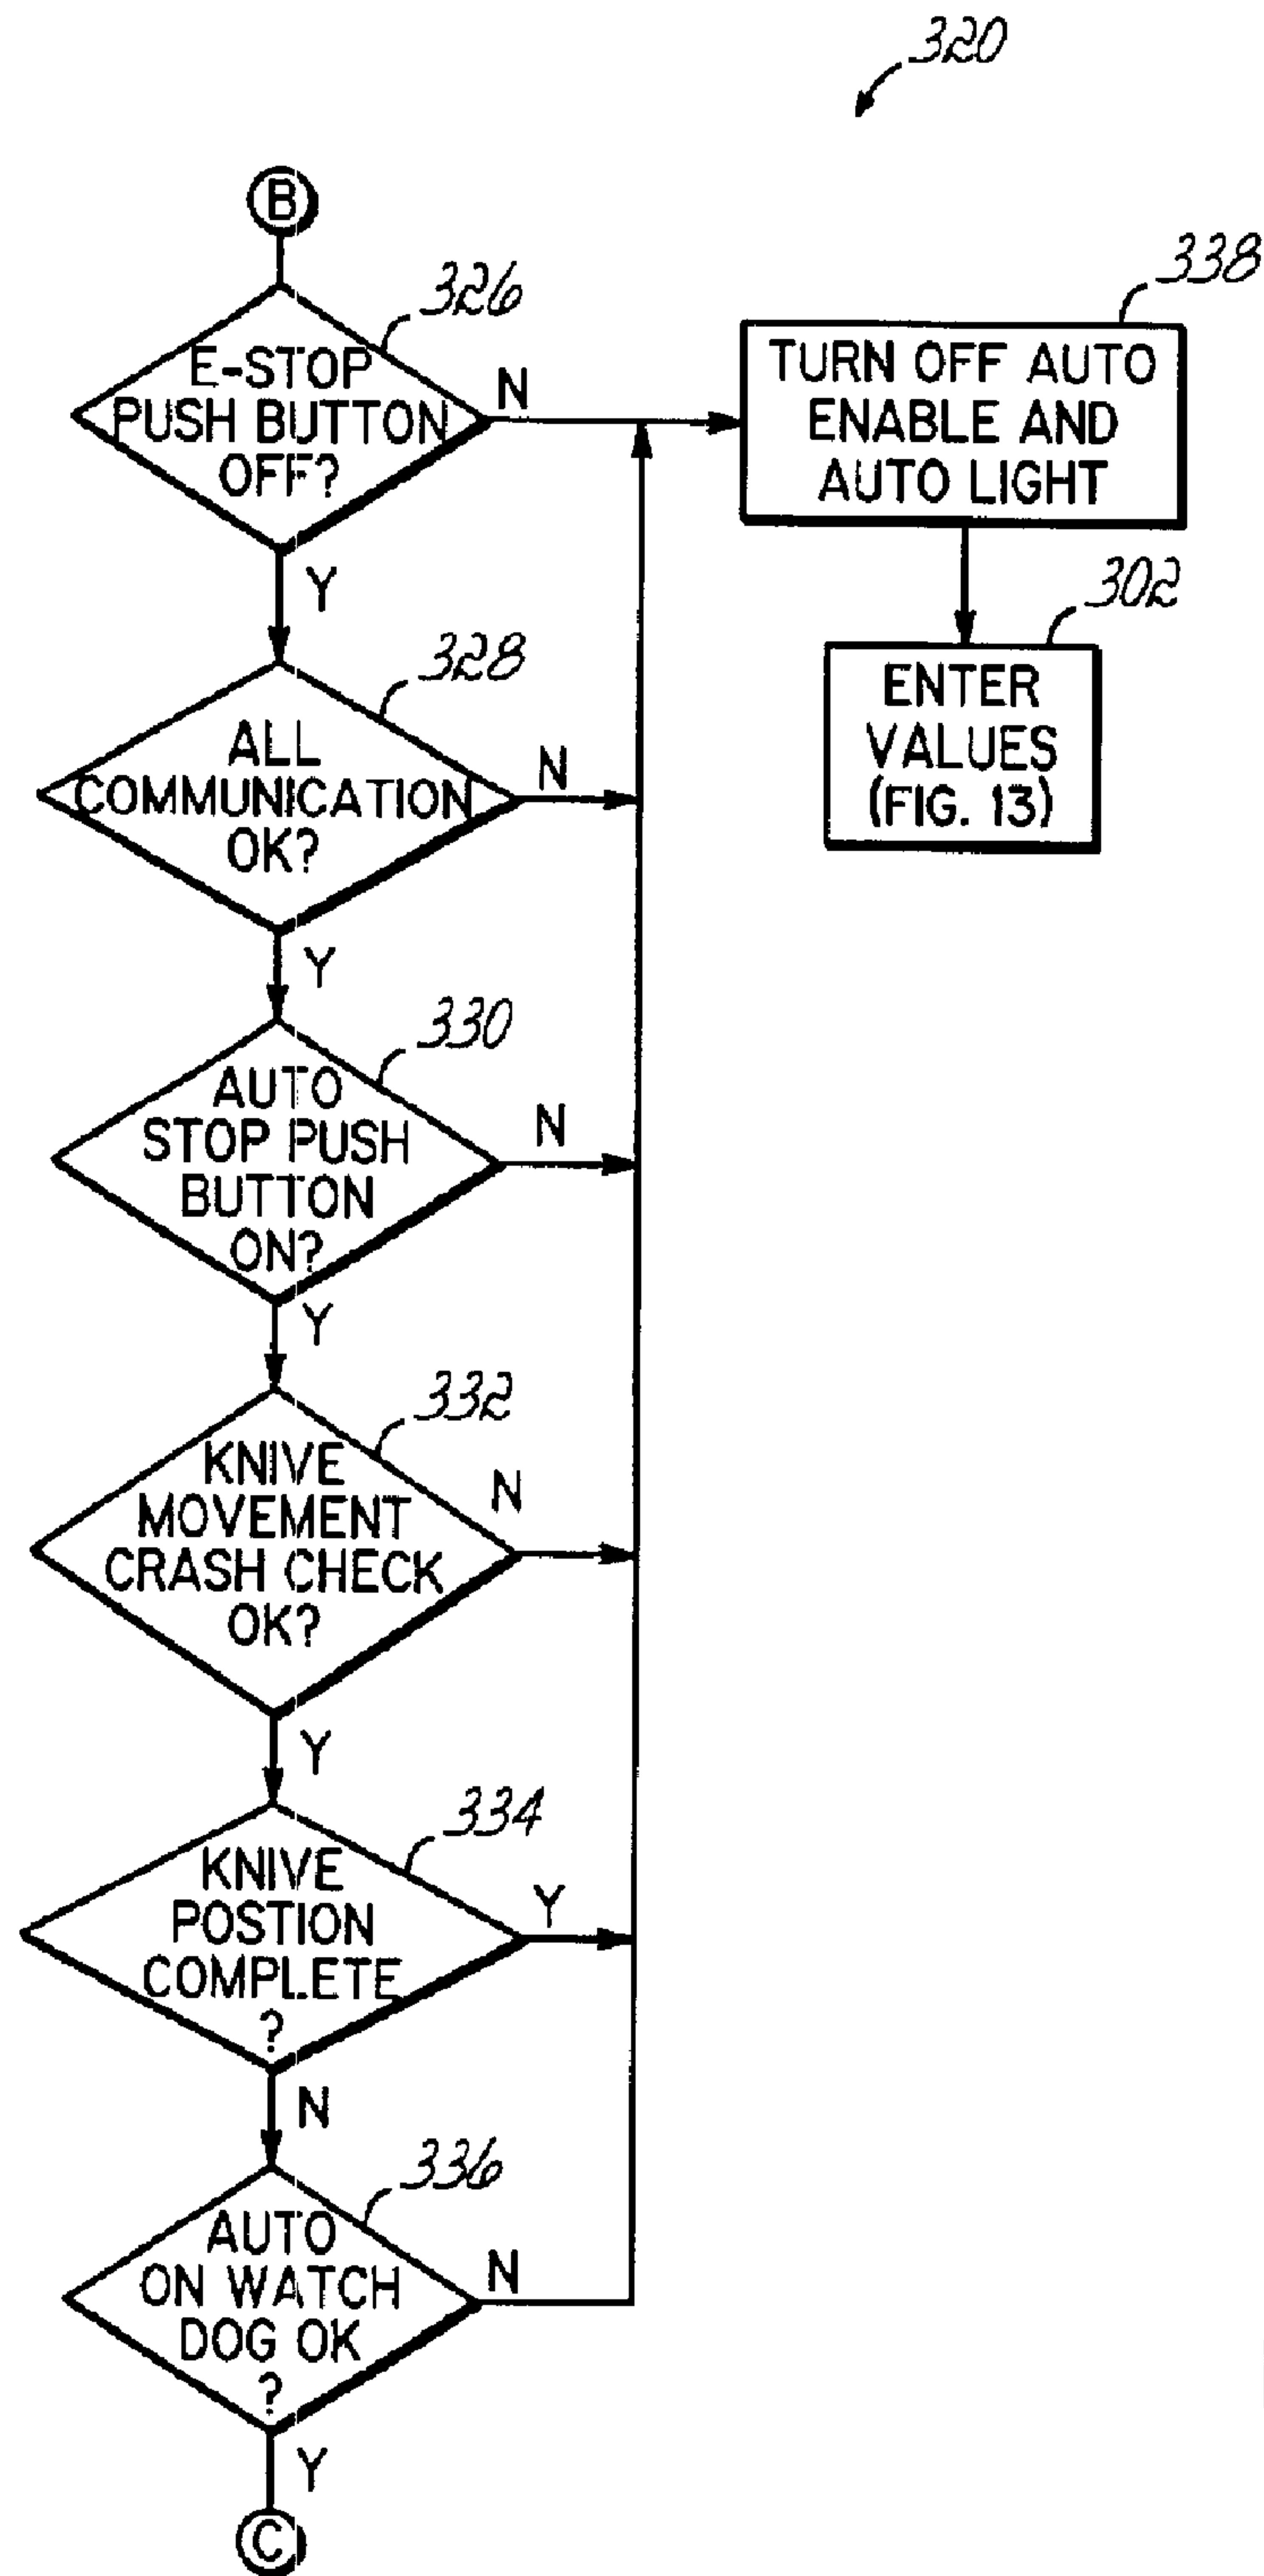 320
B
326
E-STOP
PUSH BUTTON
OFF?
N
Y
338
TURN OFF AUTO
ENABLE AND
AUTO LIGHT
302
ENTER
VALUES
(FIG. 13)
328
ALL
COMMUNICATION
OK?
N
Y
330
AUTO
STOP PUSH
BUTTON
ON?
N
Y
332
KNIVE
MOVEMENT
CRASH CHECK
OK?
N
Y
334
KNIVE
POSTION
COMPLETE
?
Y
N
336
AUTO
ON WATCH
DOG OK
?
N
Y
C